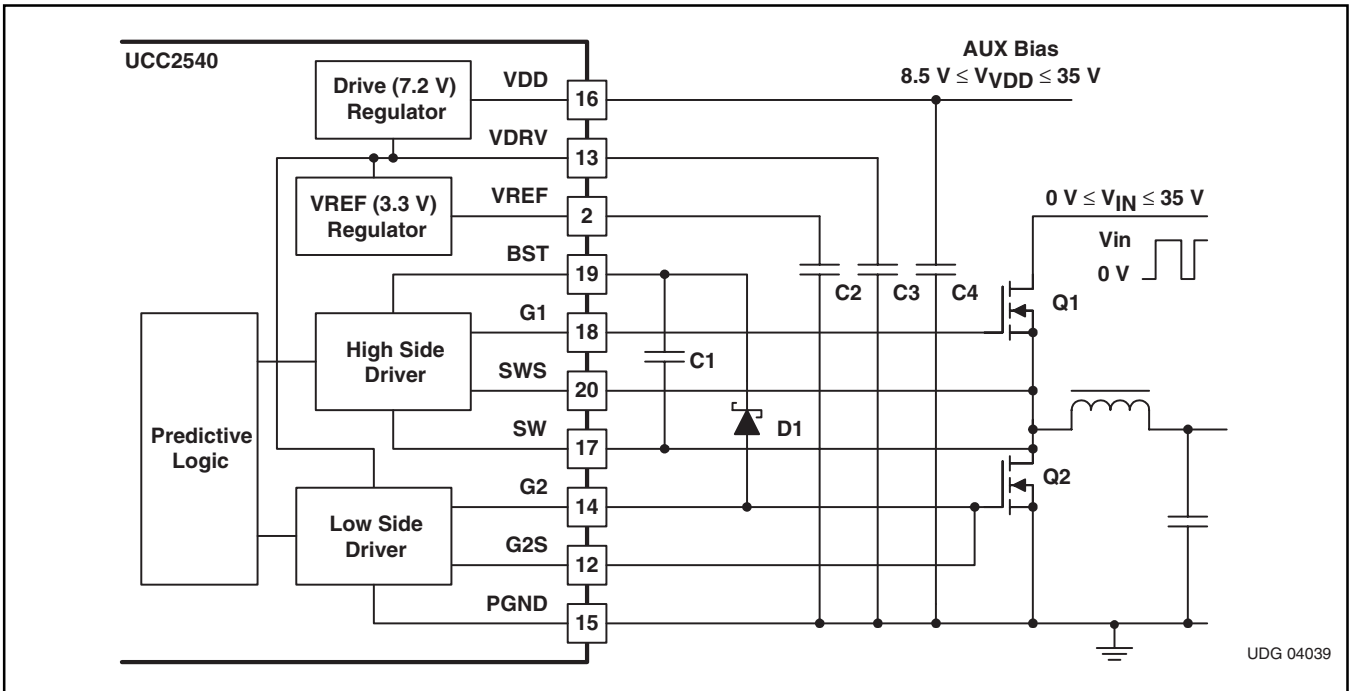 UCC2540
Drive (7.2 V)
Regulator
VREF (3.3 V)
Regulator
Predictive
Logic
High Side
Driver
Low Side
Driver
VDD
16
VDRV
13
VREF
2
BST
19
G1
18
SWS
20
SW
17
G2
14
G2S
12
PGND
15
C1
D1
C2
C3
C4
AUX Bias
8.5 V ≤ VVDD ≤ 35 V
0 V ≤ VIN ≤ 35 V
Vin
0 V
Q1
Q2
UDG 04039